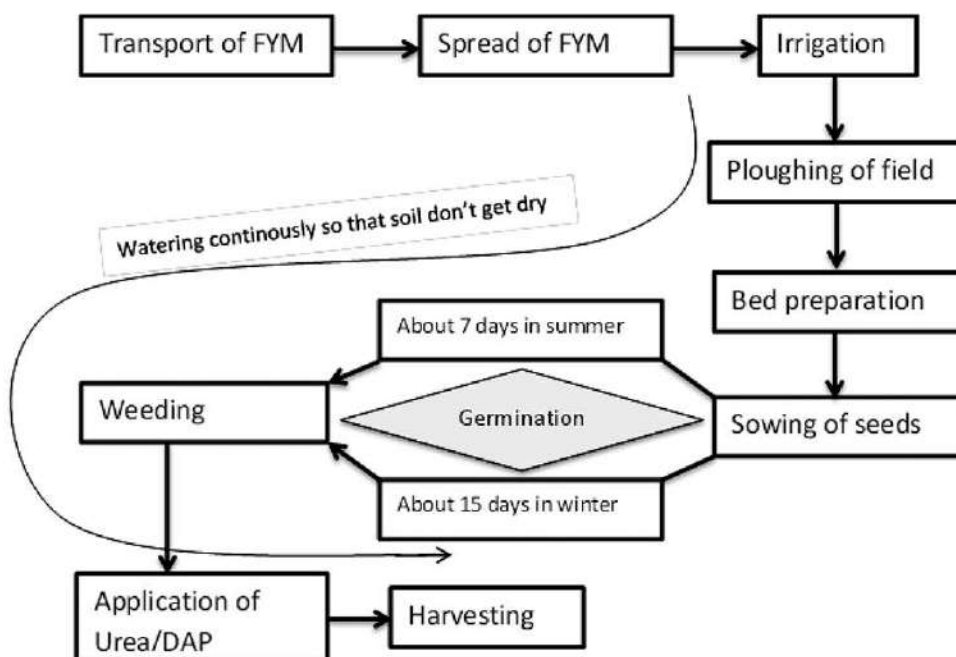 Transport of FYM
Spread of FYM
Irrigation
Ploughing of field
Watering continously so that soil don't get dry
Bed preparation
About 7 days in summer
Weeding
Germination
Sowing of seeds
About 15 days in winter
Application of
Urea/DAP
Harvesting